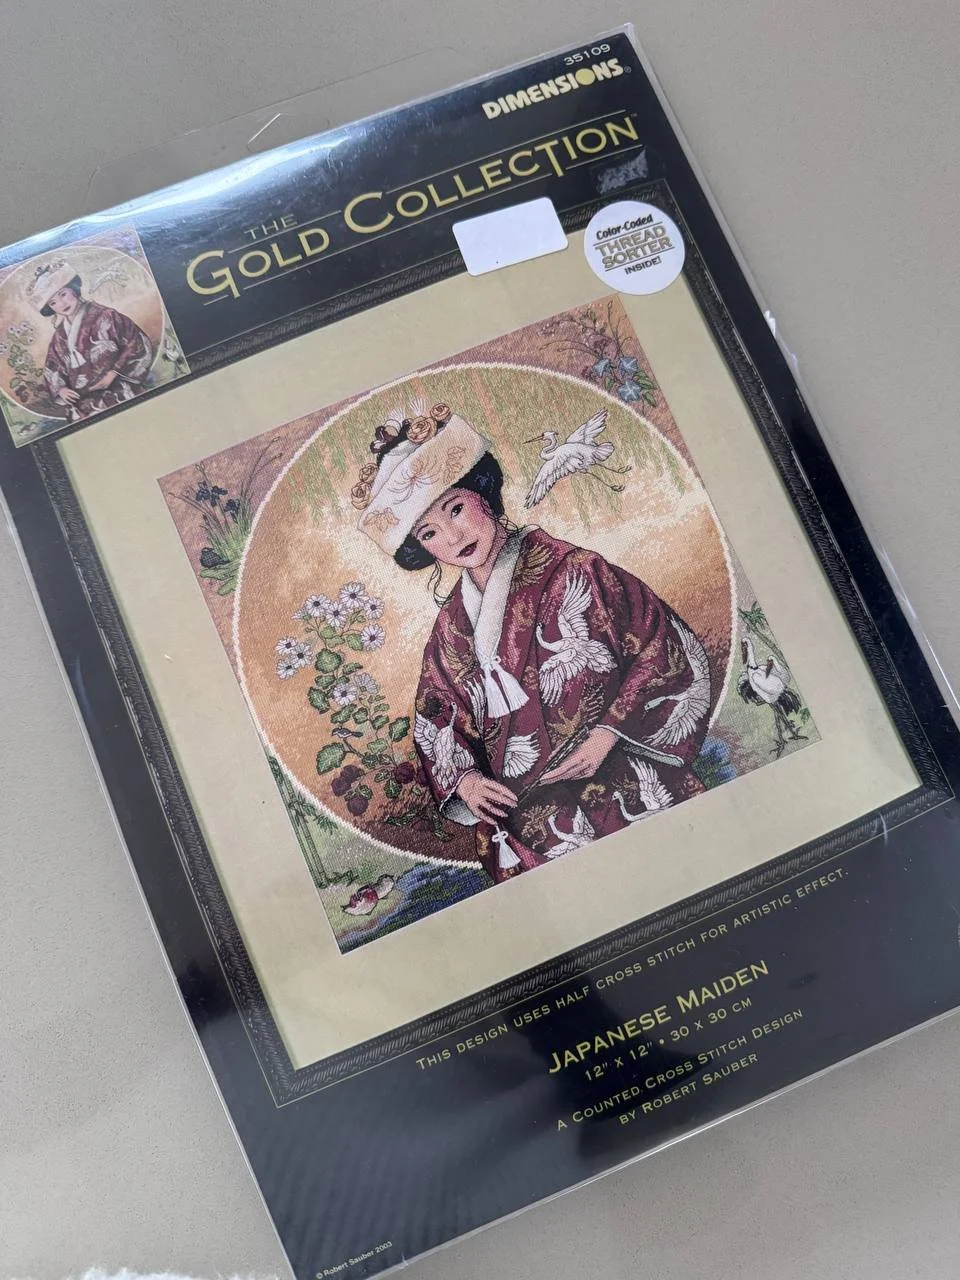 35109
DIMENSIONS®
THE
GOLD COLLECTION™
Color-Coded
THREAD
SORTER
INSIDE!
THIS DESIGN USES HALF CROSS STITCH FOR ARTISTIC EFFECT.
JAPANESE MAIDEN
12" X 12" • 30 X 30 CM
A COUNTED CROSS STITCH DESIGN
BY ROBERT SAUBER
© Robert Sauber 2003